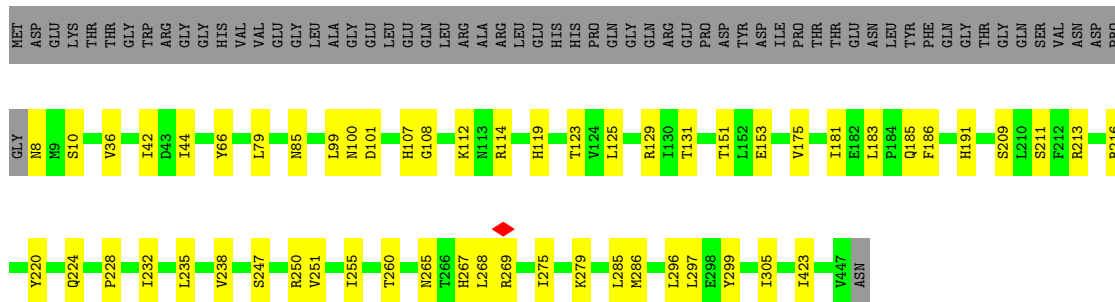 MET ASP GLU LYS THR THR GLY TRP ARG GLY GLY HIS VAL VAL GLU GLY LEU ALA GLY GLU LEU GLU GLN LEU ARG ALA ARG LEU GLU HIS HIS PRO GLN GLY GLN ARG GLU PRO ASP TYR ASP ILE PRO THR THR GLU ASN LEU TYR PHE GLN GLY THR GLY GLN SER VAL ASN ASP PRO
GLY N8 M9 S10 V36 I42 D43 I44 Y66 L79 N85 L99 N100 D101 H107 G108 K112 N113 R114 H119 T123 V124 L125 R129 I130 T131 T151 L152 E153 V175 I181 E182 L183 P184 Q185 F186 H191 S209 L210 S211 F212 R213
Y220 Q224 P228 I232 L235 V238 S247 R250 V251 I255 T260 N265 T266 H267 L268 R269 I275 K279 L285 M286 L296 L297 E298 Y299 I305 I423 V447 ASN